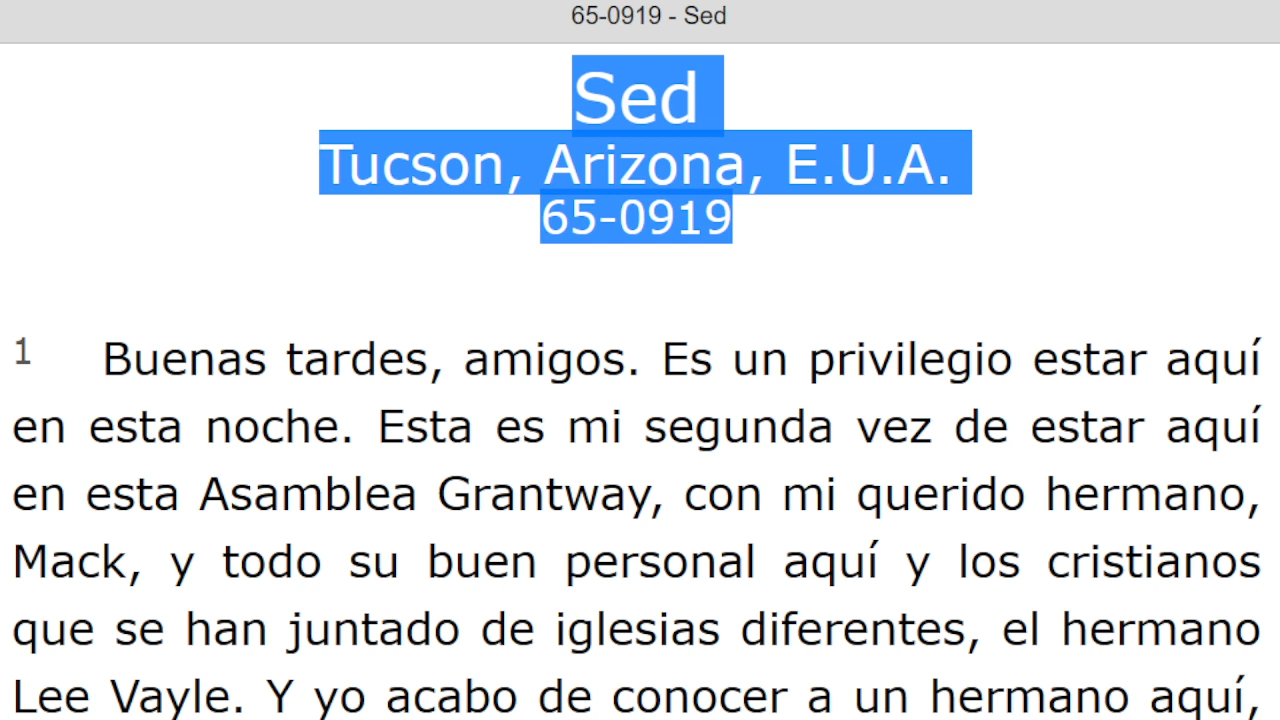 65-0919 - Sed
Sed
Tucson, Arizona, E.U.A.
65-0919
1 Buenas tardes, amigos. Es un privilegio estar aquí
en esta noche. Esta es mi segunda vez de estar aquí
en esta Asamblea Grantway, con mi querido hermano,
Mack, y todo su buen personal aquí y los cristianos
que se han juntado de iglesias diferentes, el hermano
Lee Vayle. Y yo acabo de conocer a un hermano aquí,